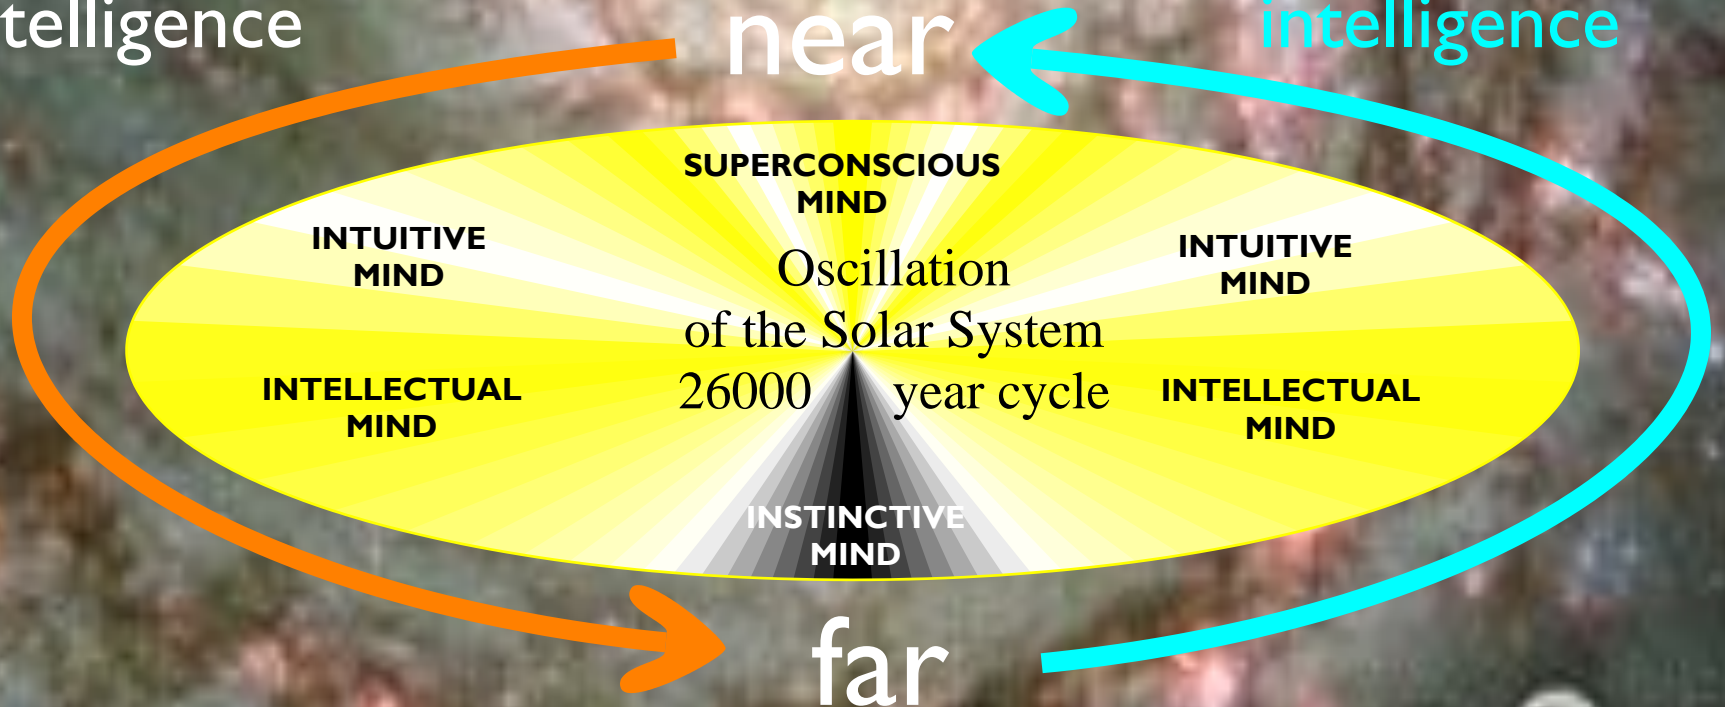 telligence
near
intelligence
SUPERCONSCIOUS
MIND
INTUITIVE
MIND
Oscillation
of the Solar System
26000 year cycle
INTUITIVE
MIND
INTELLECTUAL
MIND
INTELLECTUAL
MIND
INSTINCTIVE
MIND
far